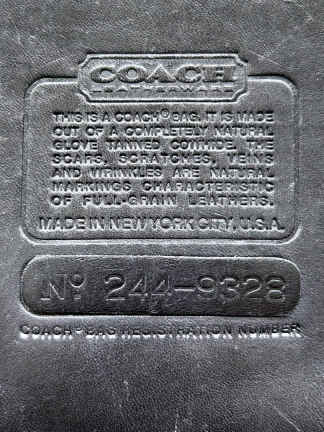 COACH
LEATHERWARE
THIS IS A COACH® BAG. IT IS MADE
OUT OF A COMPLETELY NATURAL
GLOVE TANNED COWHIDE. THE
SCARS, SCRATCHES, VEINS
AND WRINKLES ARE NATURAL
MARKINGS CHARACTERISTIC
OF FULL-GRAIN LEATHERS.
MADE IN NEW YORK CITY, U.S.A.
Nº 244-9328
COACH® BAG REGISTRATION NUMBER